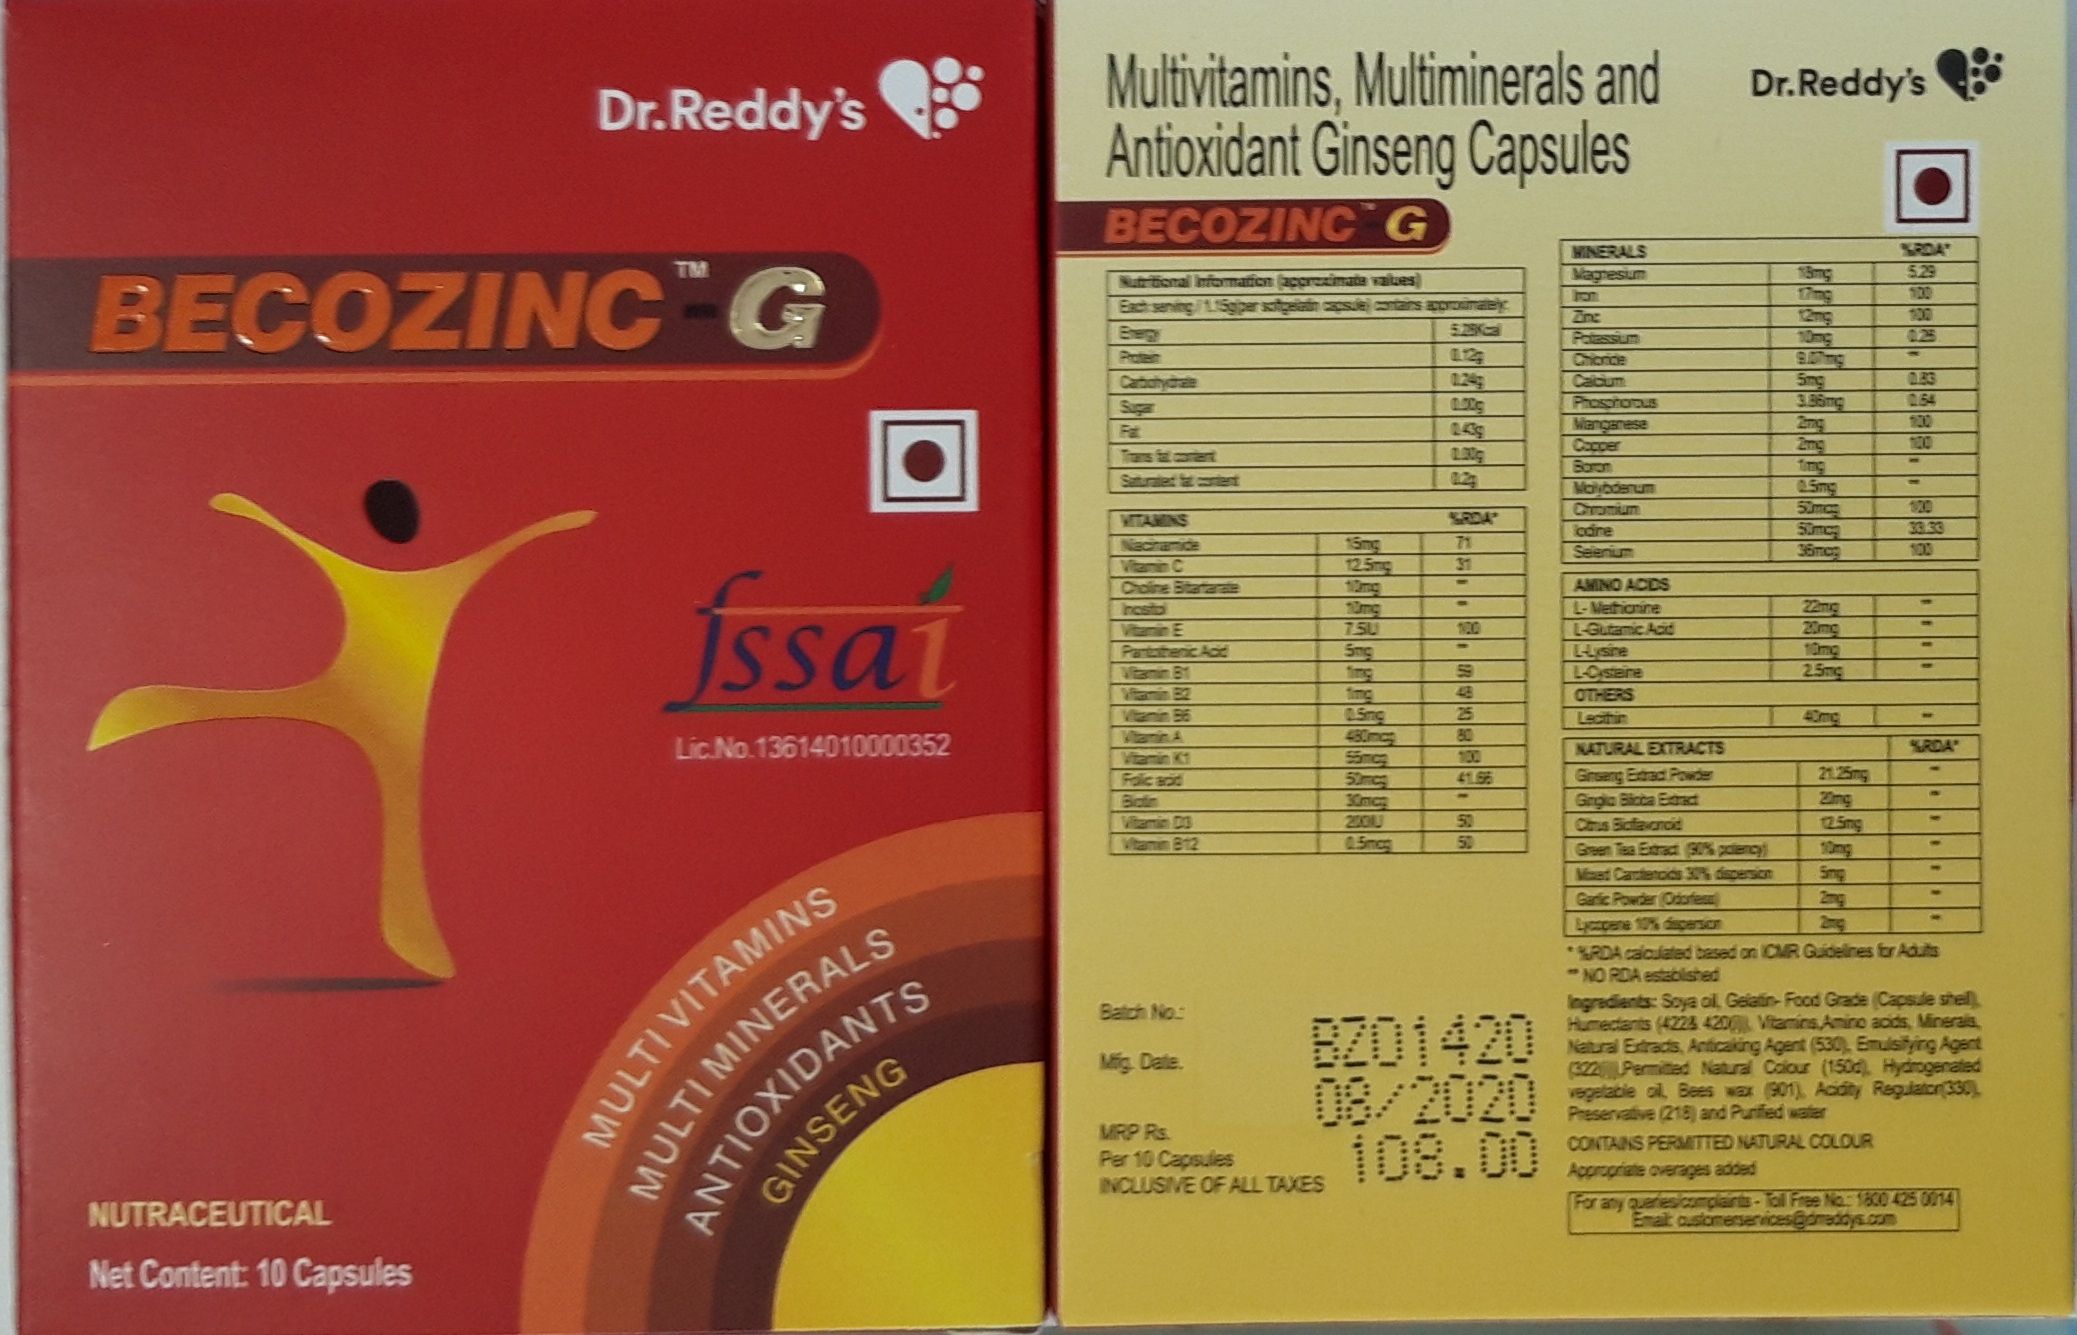 Dr.Reddy's
BECOZINC™-G
fssai
Lic.No.13614010000352
MULTI VITAMINS
MULTI MINERALS
ANTIOXIDANTS
GINSENG
NUTRACEUTICAL
Net Content: 10 Capsules
Multivitamins, Multiminerals and
Antioxidant Ginseng Capsules
Dr.Reddy's
BECOZINC™-G
Nutritional Information (approximate values)
Each serving / 1.15g(per softgelatin capsule) contains approximately:
Energy 5.28Kcal
Protein 0.12g
Carbohydrate 0.24g
Sugar 0.00g
Fat 0.43g
Trans fat content 0.00g
Saturated fat content 0.2g
VITAMINS %RDA*
Niacinamide 15mg 71
Vitamin C 12.5mg 31
Choline Bitartarate 10mg **
Inositol 10mg **
Vitamin E 7.5IU 100
Pantothenic Acid 5mg **
Vitamin B1 1mg 59
Vitamin B2 1mg 48
Vitamin B6 0.5mg 25
Vitamin A 480mcg 80
Vitamin K1 55mcg 100
Folic acid 50mcg 41.66
Biotin 30mcg **
Vitamin D3 200IU 50
Vitamin B12 0.5mcg 50
MINERALS %RDA*
Magnesium 18mg 5.29
Iron 17mg 100
Zinc 12mg 100
Potassium 10mg 0.26
Chloride 9.07mg **
Calcium 5mg 0.83
Phosphorous 3.86mg 0.64
Manganese 2mg 100
Copper 2mg 100
Boron 1mg **
Molybdenum 0.5mg **
Chromium 50mcg 100
Iodine 50mcg 33.33
Selenium 36mcg 100
AMINO ACIDS
L- Methionine 22mg **
L-Glutamic Acid 20mg **
L-Lysine 10mg **
L-Cysteine 2.5mg **
OTHERS
Lecithin 40mg **
NATURAL EXTRACTS %RDA*
Ginseng Extract Powder 21.25mg **
Gingko Biloba Extract 20mg **
Citrus Bioflavonoid 12.5mg **
Green Tea Extract (90% potency) 10mg **
Mixed Carotenoids 30% dispersion 5mg **
Garlic Powder (Odorless) 2mg **
Lycopene 10% dispersion 2mg **
* %RDA calculated based on ICMR Guidelines for Adults
** NO RDA established
Ingredients: Soya oil, Gelatin- Food Grade (Capsule shell),
Humectants (422& 420(i)), Vitamins,Amino acids, Minerals,
Natural Extracts, Anticaking Agent (530), Emulsifying Agent
(322(i)),Permitted Natural Colour (150d), Hydrogenated
vegetable oil, Bees wax (901), Acidity Regulator(330),
Preservative (218) and Purified water
CONTAINS PERMITTED NATURAL COLOUR
Appropriate overages added
For any queries/complaints - Toll Free No.: 1800 425 0014
Email: customerservices@drreddys.com
Batch No.: BZ01420
Mfg. Date. 08/2020
MRP Rs. 108.00
Per 10 Capsules
INCLUSIVE OF ALL TAXES